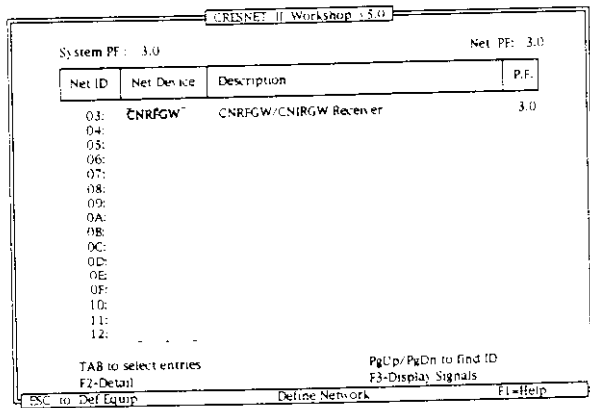 CRESNET II Workshop v5.0
System PF: 3.0 Net PF: 3.0
Net ID Net Device Description P.F.
03: CNRFGW CNRFGW/CNIRGW Receiver 3.0
04:
05:
06:
07:
08:
09:
0A:
0B:
0C:
0D:
0E:
0F:
10:
11:
12:
TAB to select entries PgUp/PgDn to find ID
F2-Detail F3-Display Signals
ESC to Def Equip Define Network F1=Help